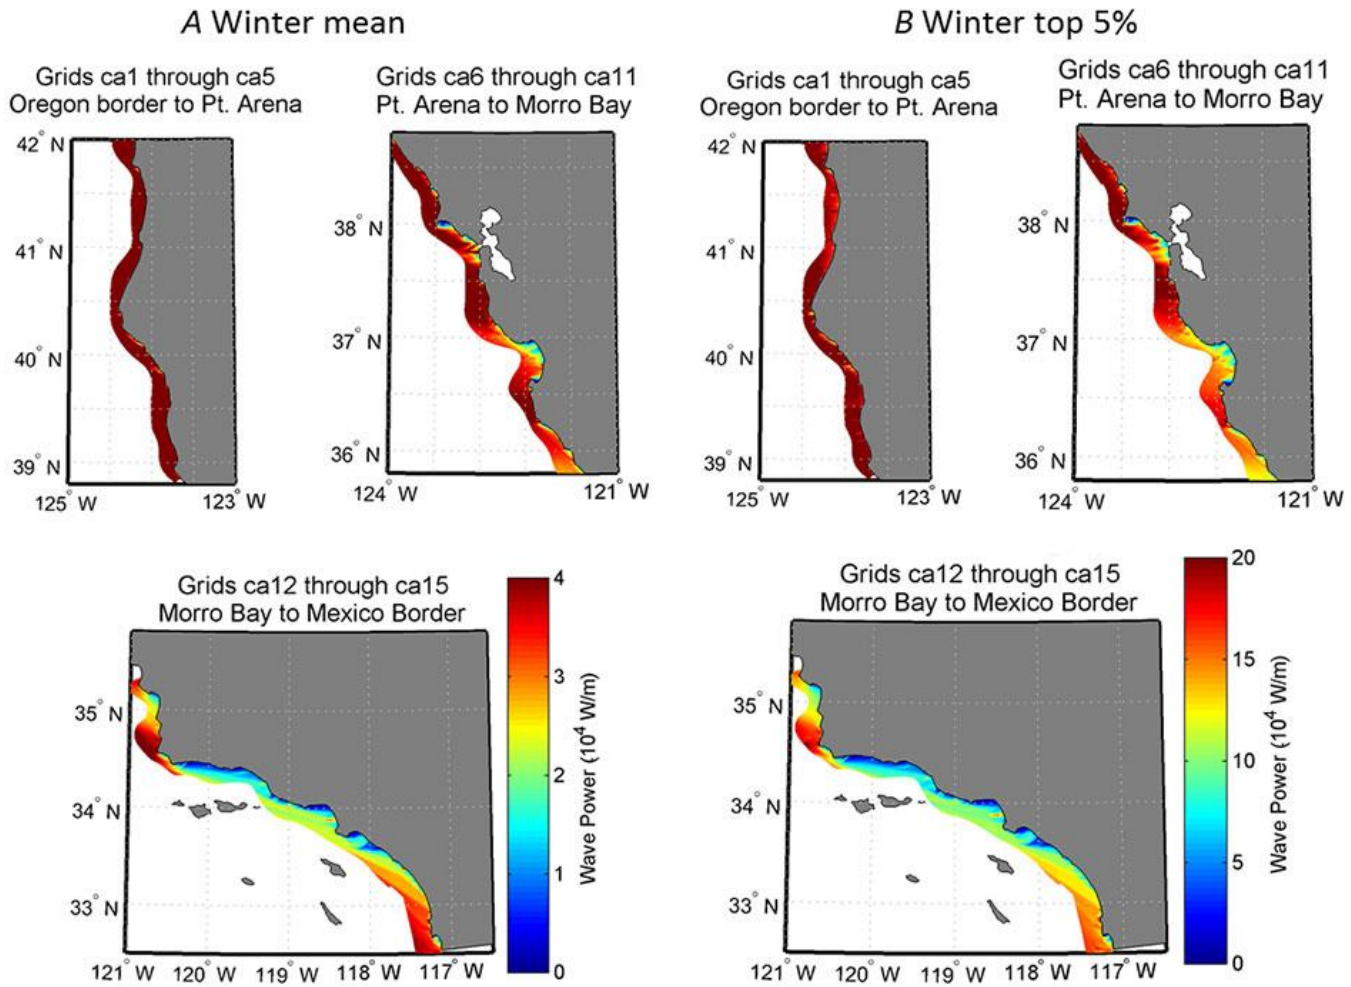 A Winter mean
Grids ca1 through ca5
Oregon border to Pt. Arena
42° N
41° N
40° N
39° N
125° W
123° W
Grids ca6 through ca11
Pt. Arena to Morro Bay
38° N
37° N
36° N
124° W
121° W
Grids ca12 through ca15
Morro Bay to Mexico Border
35° N
34° N
33° N
121° W
120° W
119° W
118° W
117° W
4
3
2
1
0
Wave Power (10⁴ W/m)
B Winter top 5%
Grids ca1 through ca5
Oregon border to Pt. Arena
42° N
41° N
40° N
39° N
125° W
123° W
Grids ca6 through ca11
Pt. Arena to Morro Bay
38° N
37° N
36° N
124° W
121° W
Grids ca12 through ca15
Morro Bay to Mexico Border
35° N
34° N
33° N
121° W
120° W
119° W
118° W
117° W
20
15
10
5
0
Wave Power (10⁴ W/m)